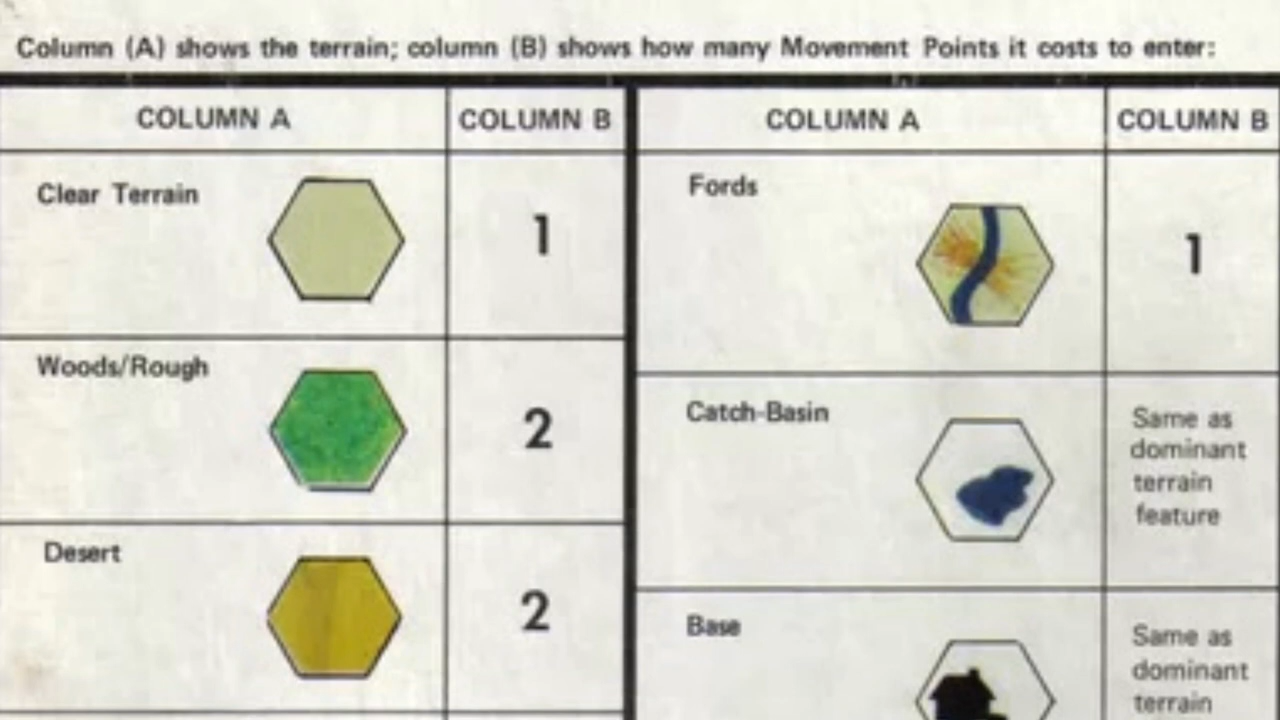 Column (A) shows the terrain; column (B) shows how many Movement Points it costs to enter:
COLUMN A COLUMN B COLUMN A COLUMN B
Clear Terrain 1
Woods/Rough 2
Desert 2
Fords 1
Catch-Basin Same as
dominant
terrain
feature
Base Same as
dominant
terrain